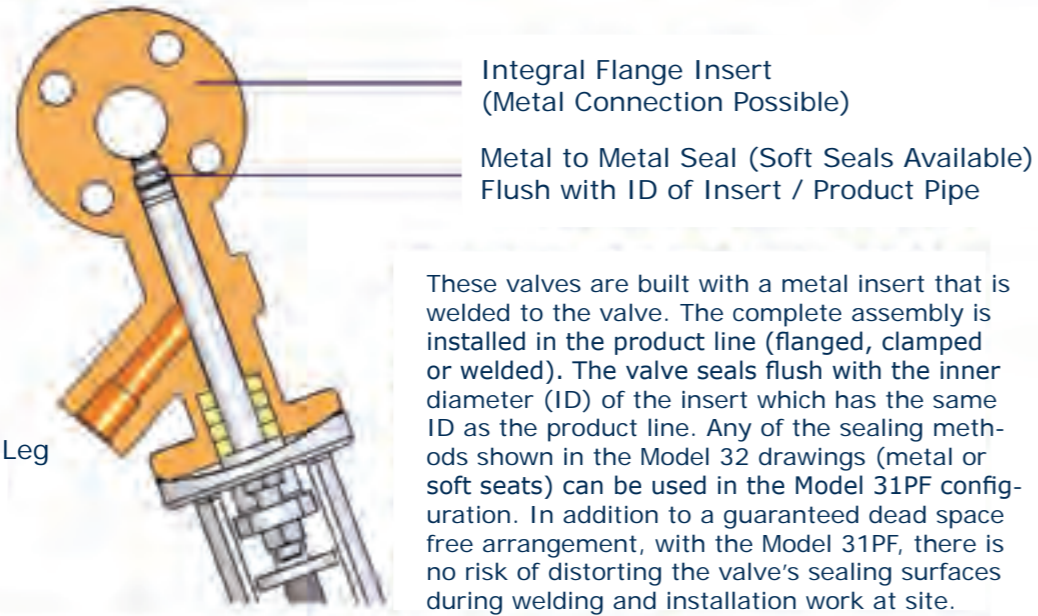 Integral Flange Insert
(Metal Connection Possible)
Metal to Metal Seal (Soft Seals Available)
Flush with ID of Insert / Product Pipe
These valves are built with a metal insert that is
welded to the valve. The complete assembly is
installed in the product line (flanged, clamped
or welded). The valve seals flush with the inner
diameter (ID) of the insert which has the same
ID as the product line. Any of the sealing meth-
ods shown in the Model 32 drawings (metal or
soft seats) can be used in the Model 31PF config-
uration. In addition to a guaranteed dead space
free arrangement, with the Model 31PF, there is
no risk of distorting the valve's sealing surfaces
during welding and installation work at site.
Leg